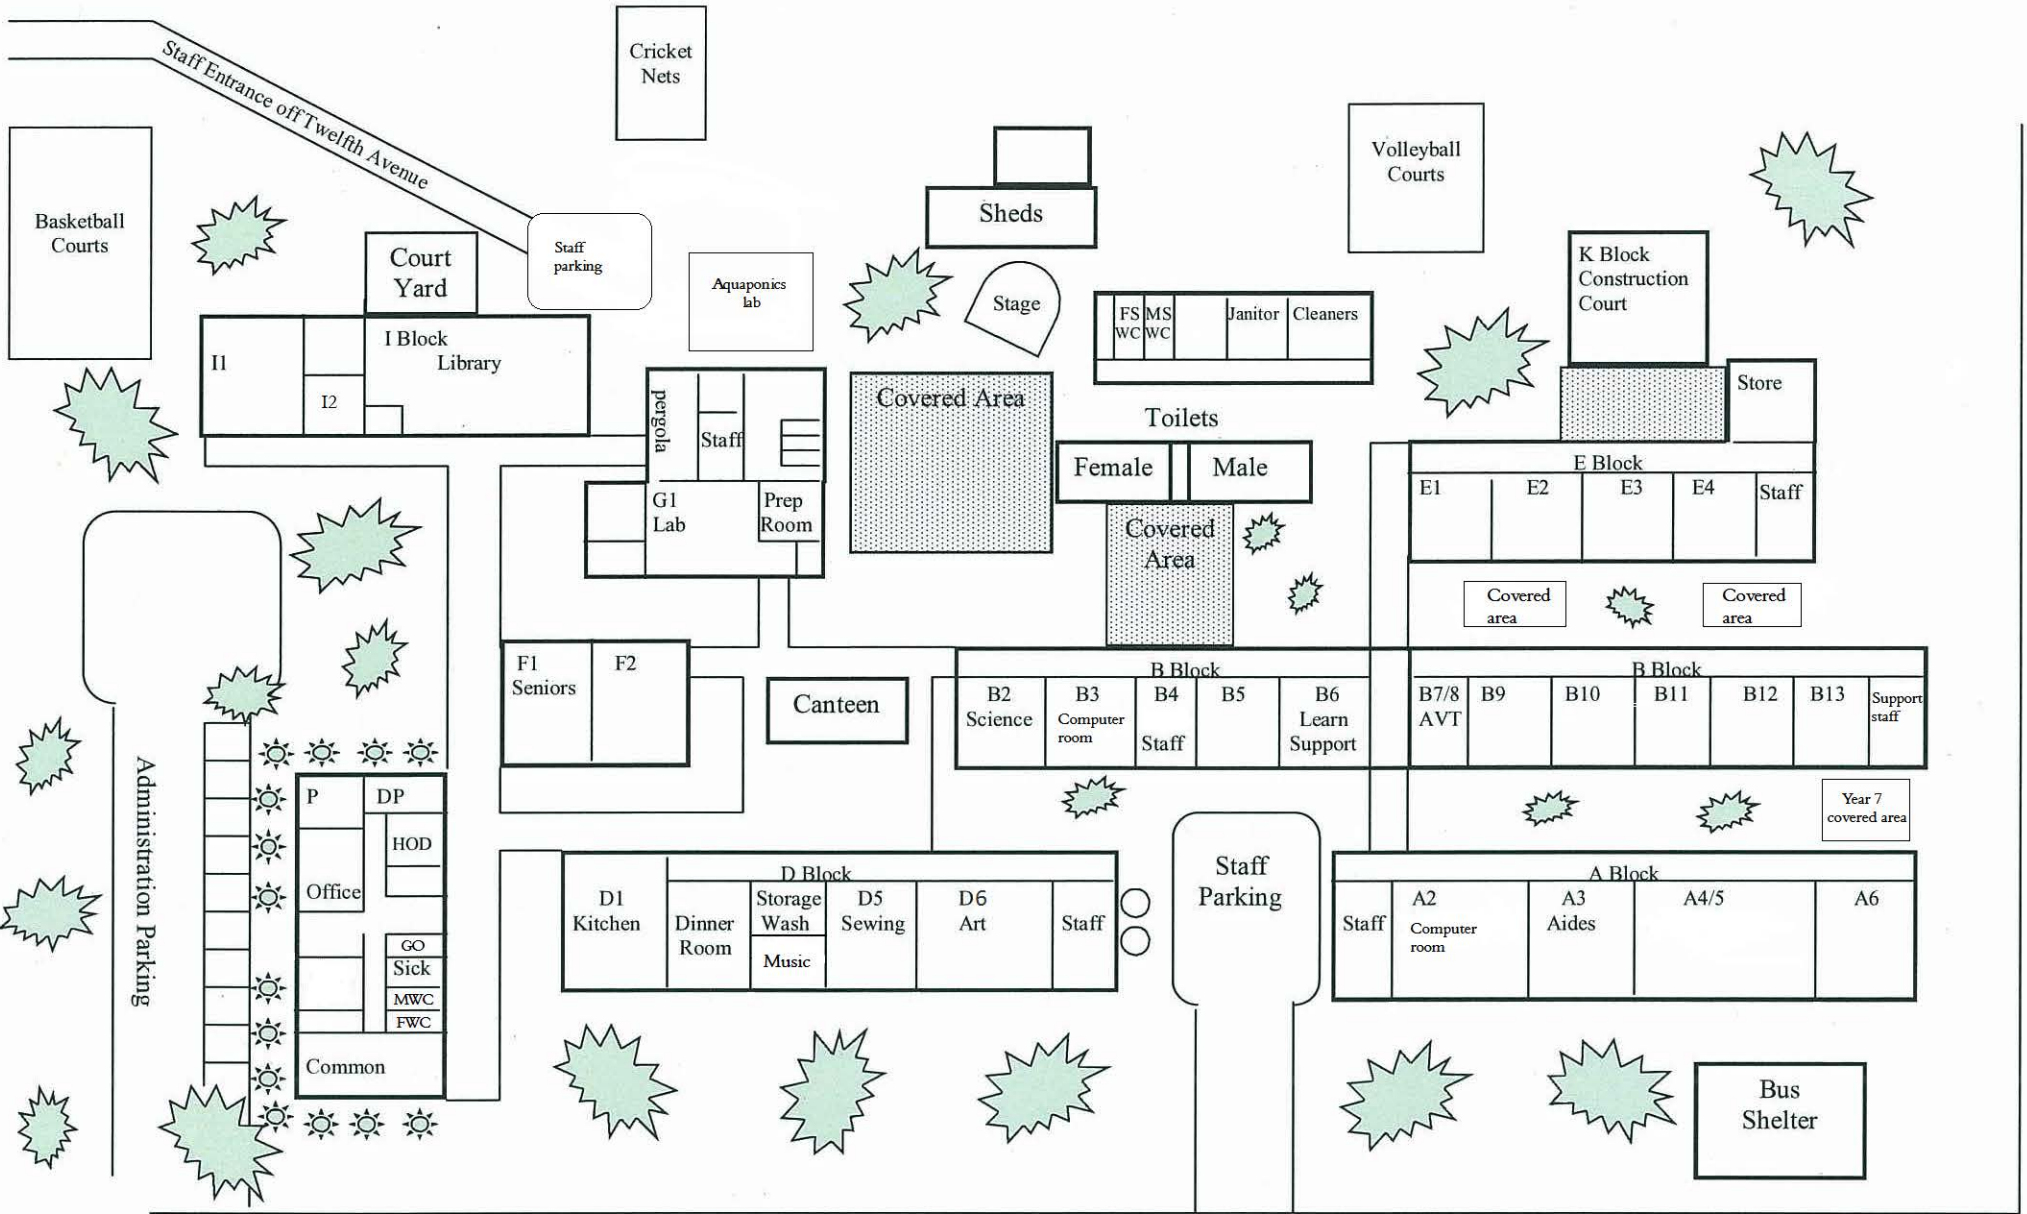 Staff Entrance off Twelfth Avenue
Cricket
Nets
Volleyball
Courts
Basketball
Courts
Sheds
Staff
parking
Court
Yard
Aquaponics
lab
Stage
K Block
Construction
Court
FS
WC
MS
WC
Janitor
Cleaners
I1
I2
I Block
Library
pergola
Staff
Covered Area
Toilets
Store
Female
Male
E Block
E1
E2
E3
E4
Staff
G1
Lab
Prep
Room
Covered
Area
Covered
area
Covered
area
F1
Seniors
F2
Canteen
B Block
B2
Science
B3
Computer
room
B4
Staff
B5
B6
Learn
Support
B Block
B7/8
AVT
B9
B10
B11
B12
B13
Support
staff
Year 7
covered area
Administration Parking
P
DP
HOD
Office
GO
Sick
MWC
FWC
Common
D Block
D1
Kitchen
Dinner
Room
Storage
Wash
Music
D5
Sewing
D6
Art
Staff
Staff
Parking
A Block
Staff
A2
Computer
room
A3
Aides
A4/5
A6
Bus
Shelter